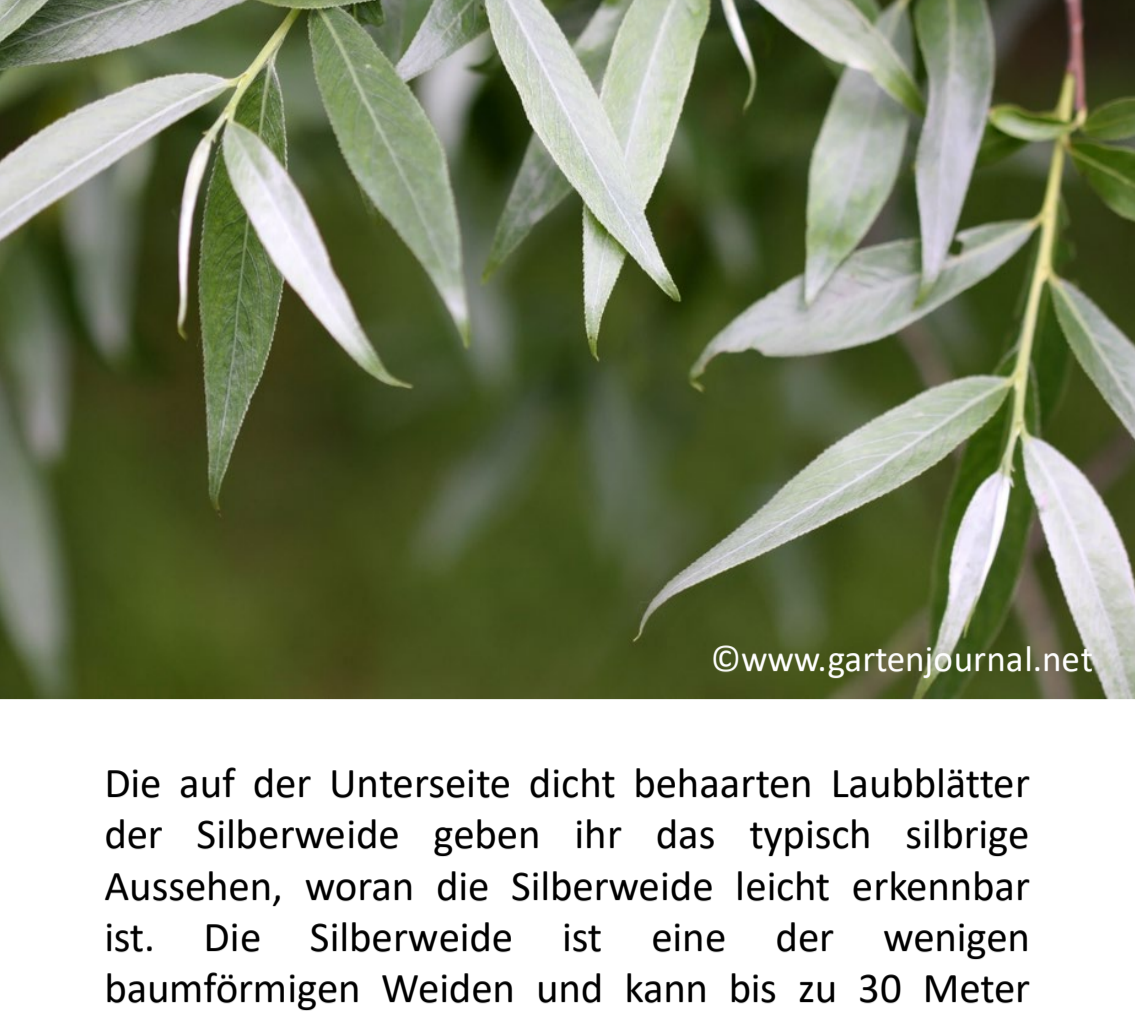 ©www.gartenjournal.net
Die auf der Unterseite dicht behaarten Laubblätter
der Silberweide geben ihr das typisch silbrige
Aussehen, woran die Silberweide leicht erkennbar
ist. Die Silberweide ist eine der wenigen
baumförmigen Weiden und kann bis zu 30 Meter